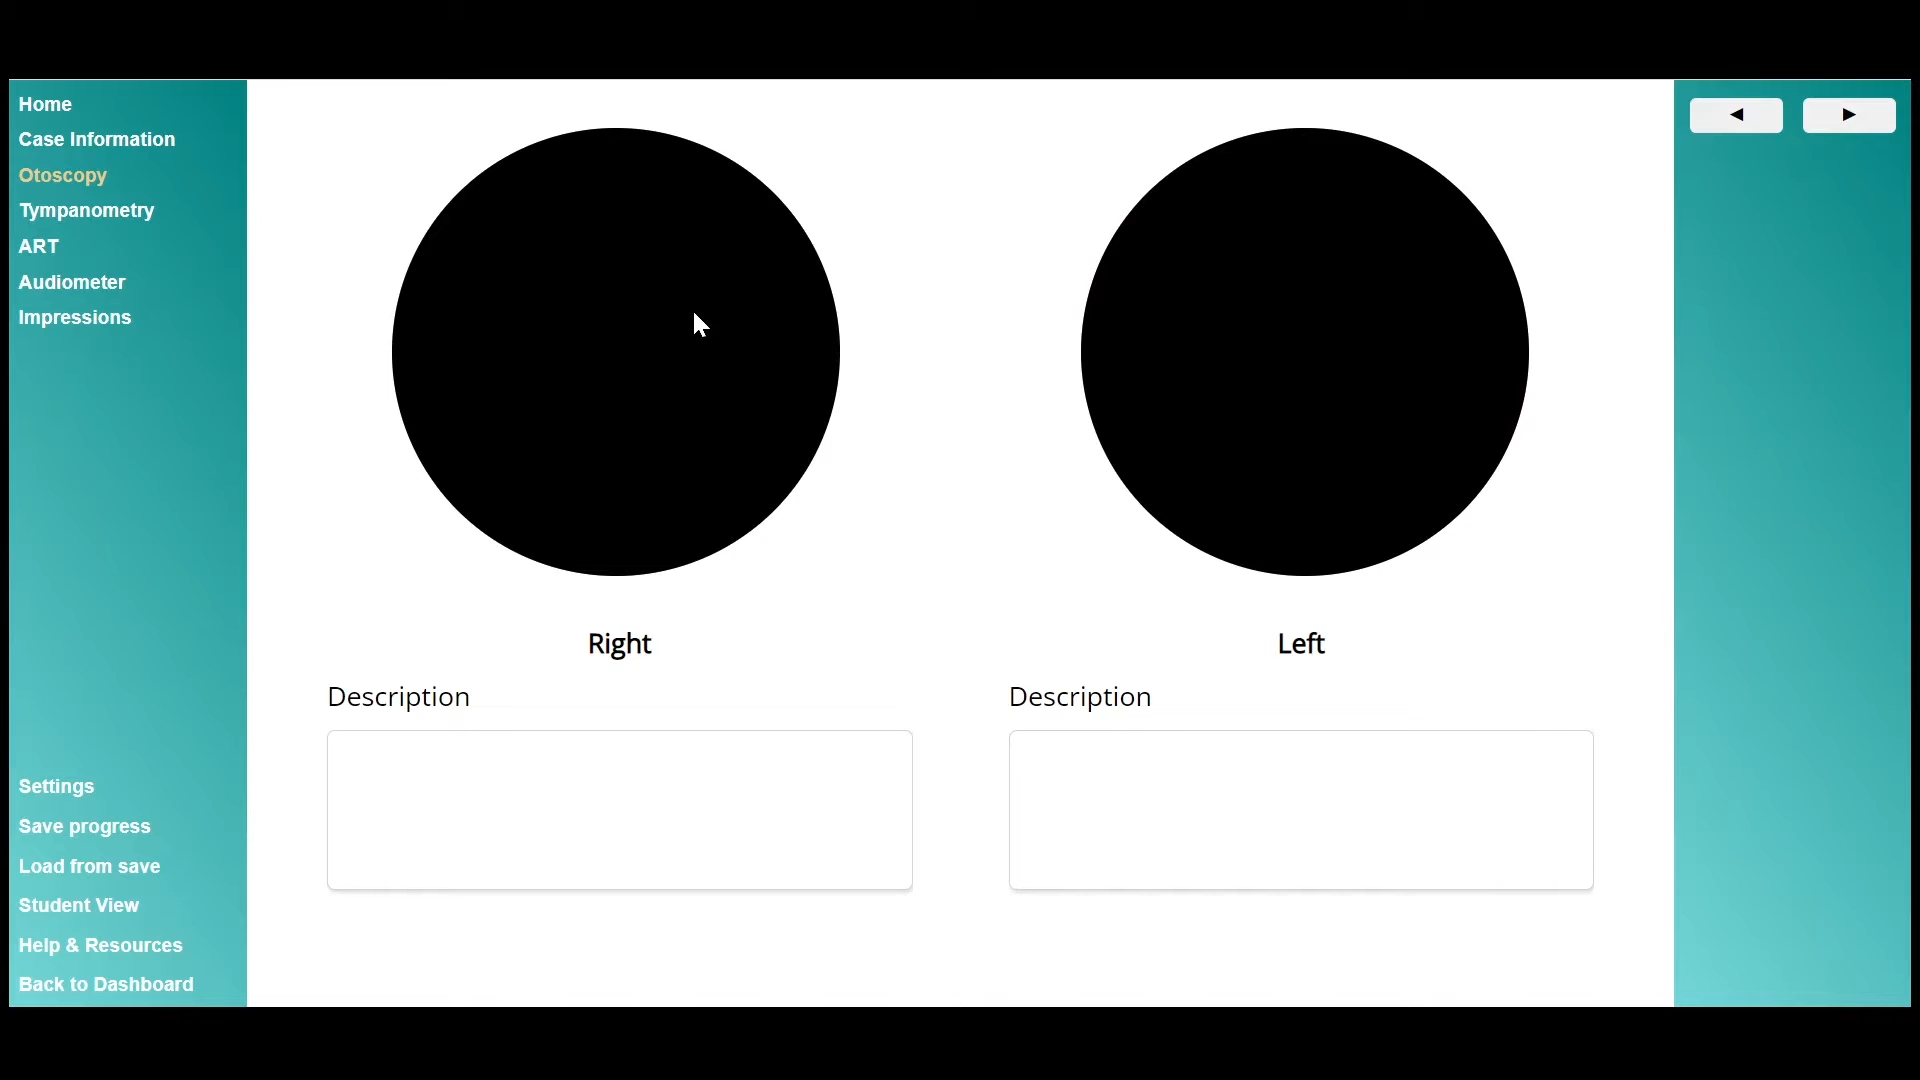 Home
Case Information
Otoscopy
Tympanometry
ART
Audiometer
Impressions
Settings
Save progress
Load from save
Student View
Help & Resources
Back to Dashboard
Right
Left
Description
Description